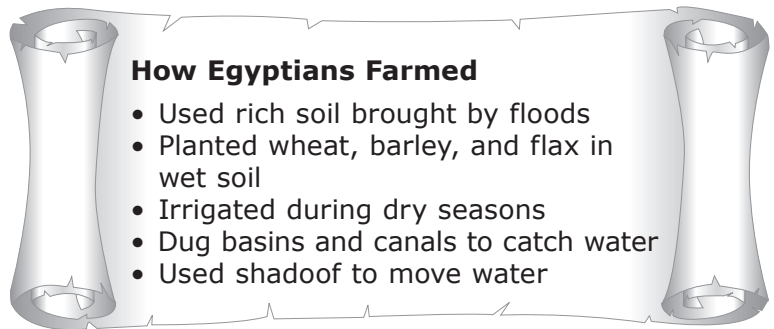 How Egyptians Farmed
• Used rich soil brought by floods
• Planted wheat, barley, and flax in
wet soil
• Irrigated during dry seasons
• Dug basins and canals to catch water
• Used shadoof to move water